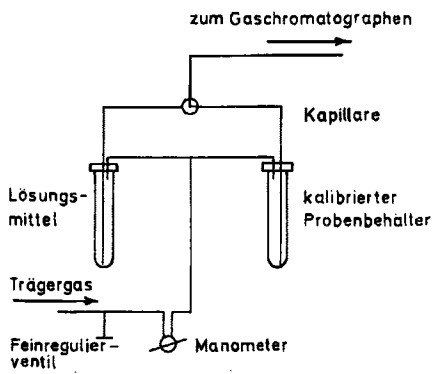 zum Gaschromatographen
Kapillare
Lösungs-
mittel
kalibrierter
Probenbehälter
Trägergas
Feinregulier-
ventil
Manometer